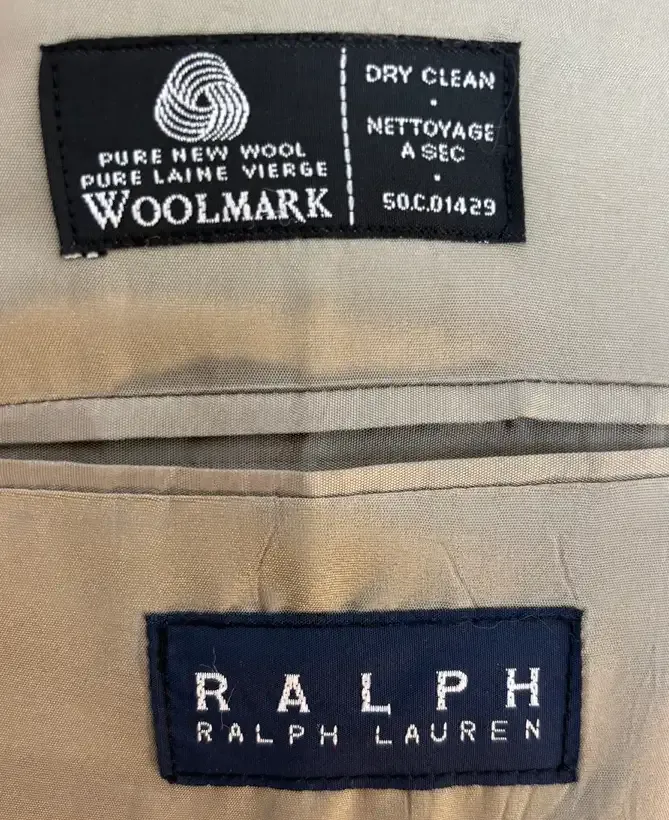 PURE NEW WOOL
PURE LAINE VIERGE
WOOLMARK
DRY CLEAN
NETTOYAGE
A SEC
50.C.01429
RALPH
RALPH LAUREN